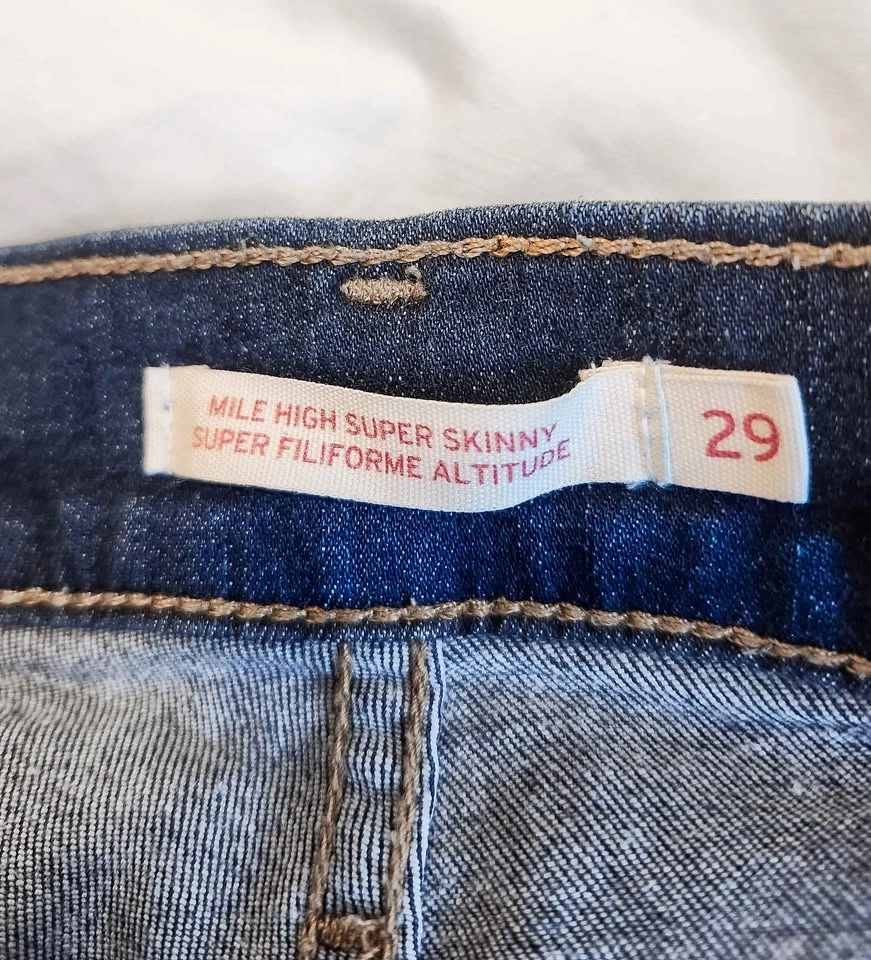 MILE HIGH SUPER SKINNY
SUPER FILIFORME ALTITUDE
29